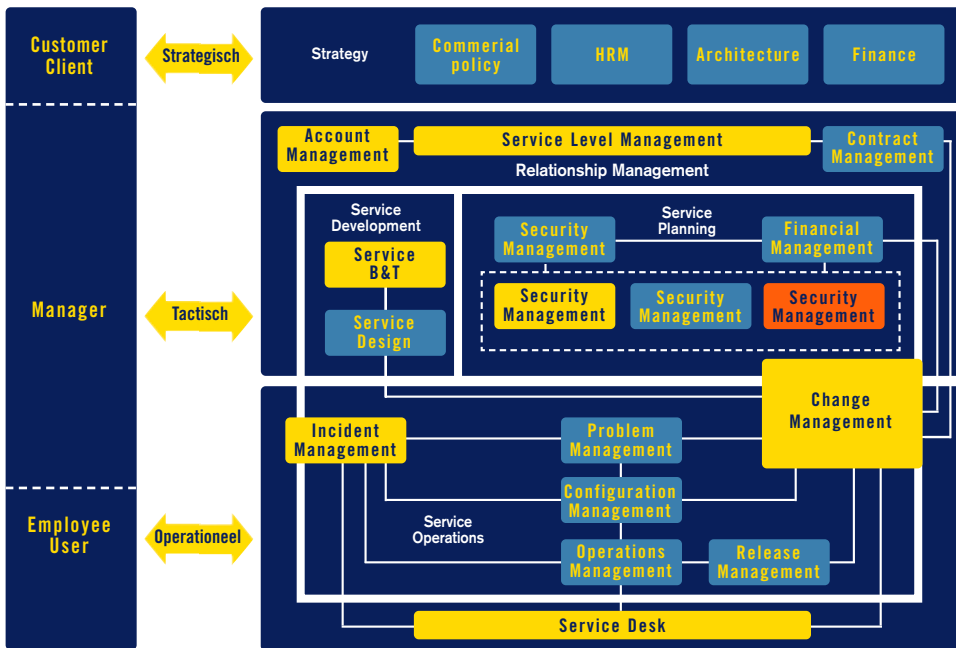 Customer
Client
Strategisch
Strategy
Commerial
policy
HRM
Architecture
Finance
Account
Management
Service Level Management
Contract
Management
Relationship Management
Service
Development
Service
B&T
Service
Design
Service
Planning
Security
Management
Financial
Management
Security
Management
Security
Management
Security
Management
Manager
Tactisch
Change
Management
Incident
Management
Problem
Management
Configuration
Management
Service
Operations
Operations
Management
Release
Management
Employee
User
Operationeel
Service Desk